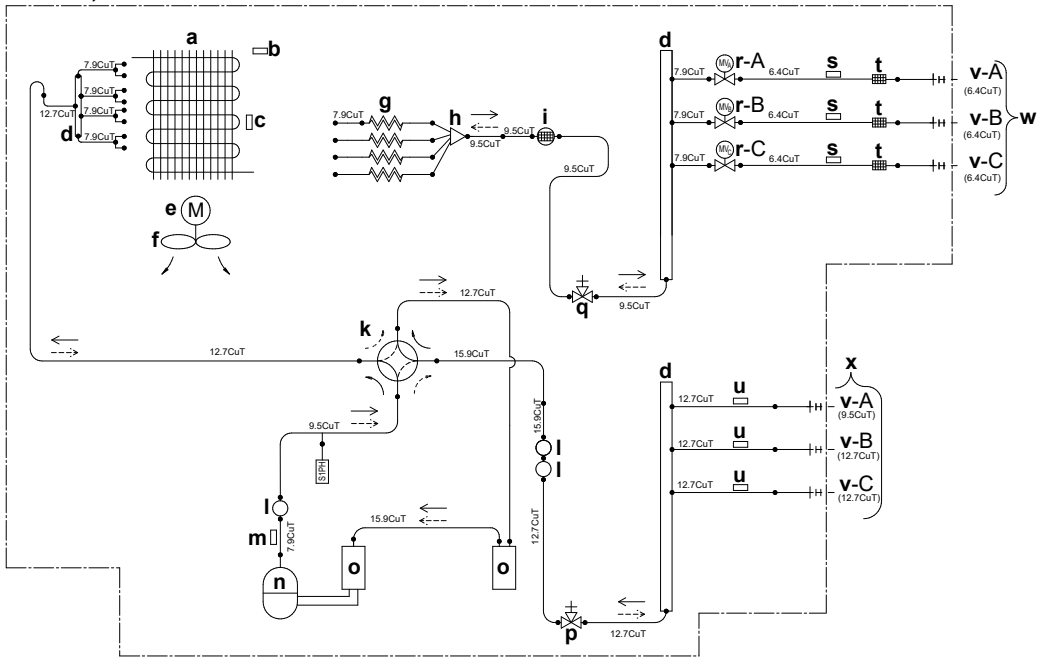 a
b
7.9CuT
7.9CuT
7.9CuT
7.9CuT
12.7CuT
d
c
e M
f
g
7.9CuT
h
9.5CuT
9.5CuT
i
9.5CuT
d
7.9CuT
r-A
6.4CuT
s
t
v-A
(6.4CuT)
7.9CuT
r-B
6.4CuT
s
t
v-B
(6.4CuT)
w
7.9CuT
r-C
6.4CuT
s
t
v-C
(6.4CuT)
q
9.5CuT
12.7CuT
k
12.7CuT
15.9CuT
15.9CuT
9.5CuT
S1PH
l
l
l
m
7.9CuT
n
15.9CuT
o
o
12.7CuT
p
12.7CuT
d
x
12.7CuT
u
v-A
(9.5CuT)
12.7CuT
u
v-B
(12.7CuT)
12.7CuT
u
v-C
(12.7CuT)